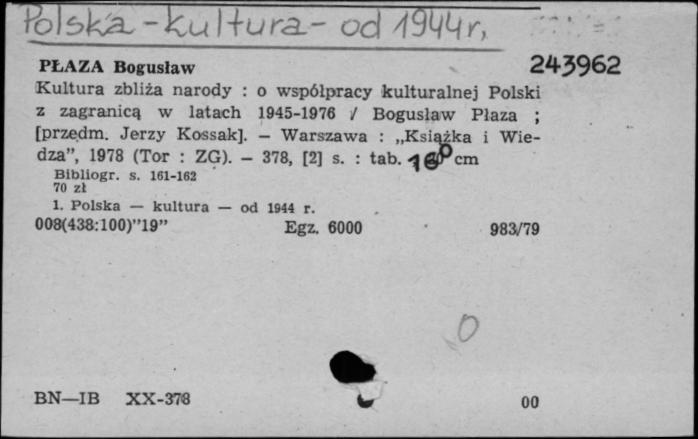 Polska - kultura - od 1944 r,
243962
PŁAZA Bogusław
Kultura zbliża narody : o współpracy kulturalnej Polski
z zagranicą w latach 1945-1976 / Bogusław Płaza ;
[przedm. Jerzy Kossak]. — Warszawa : „Książka i Wie-
dza”, 1978 (Tor : ZG). — 378, [2] s. : tab. cm
Bibliogr. s. 161-162
70 zł
1. Polska — kultura — od 1944 r.
008(438:100)”19” Egz. 6000 983/79
0
BN—IB XX-378 00